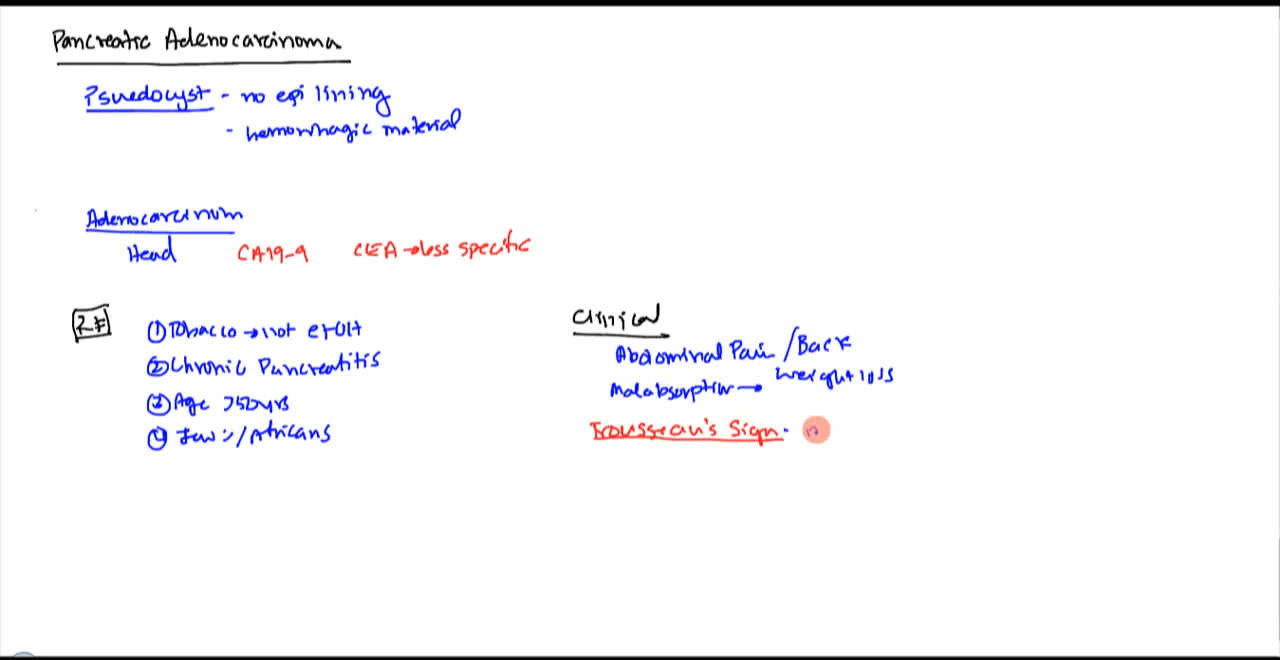 Pancreatic Adenocarcinoma
Psuedocyst - no epi lining
- hemorrhagic material
Adenocarcinum
Head CA19-9 CEA → less specific
RF
① Tobacco → not EtOH
② Chronic Pancreatitis
③ Age >50yrs
④ Jews/Africans
Clinical
Abdominal Pain / Back
Malabsorption → weight loss
Trousseau's Sign -